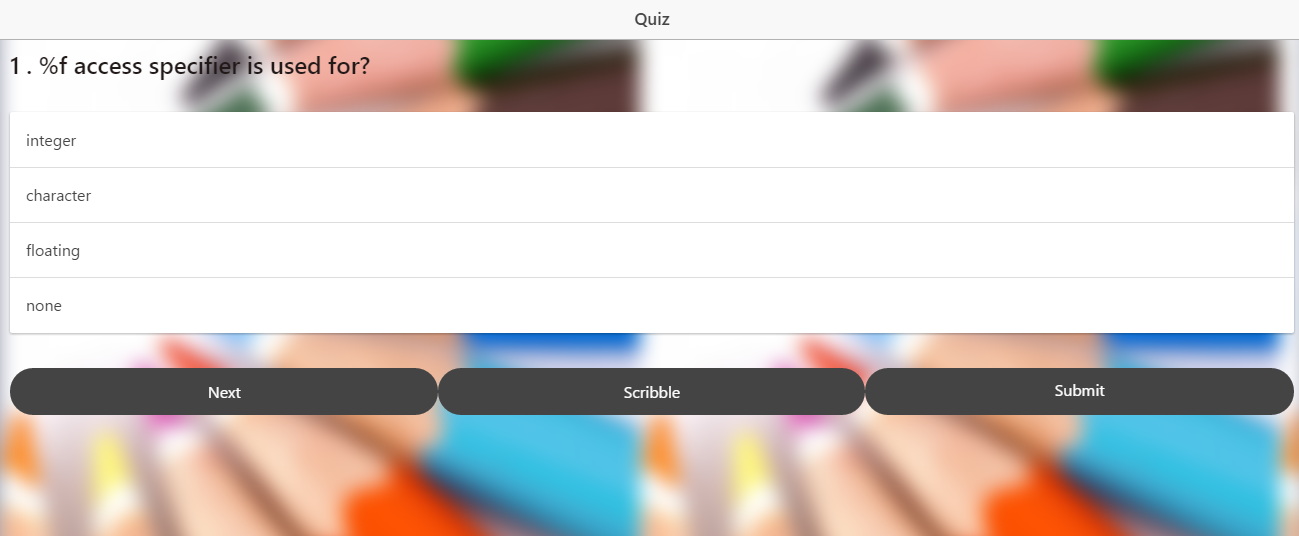 Quiz
1 . %f access specifier is used for?
integer
character
floating
none
Next
Scribble
Submit